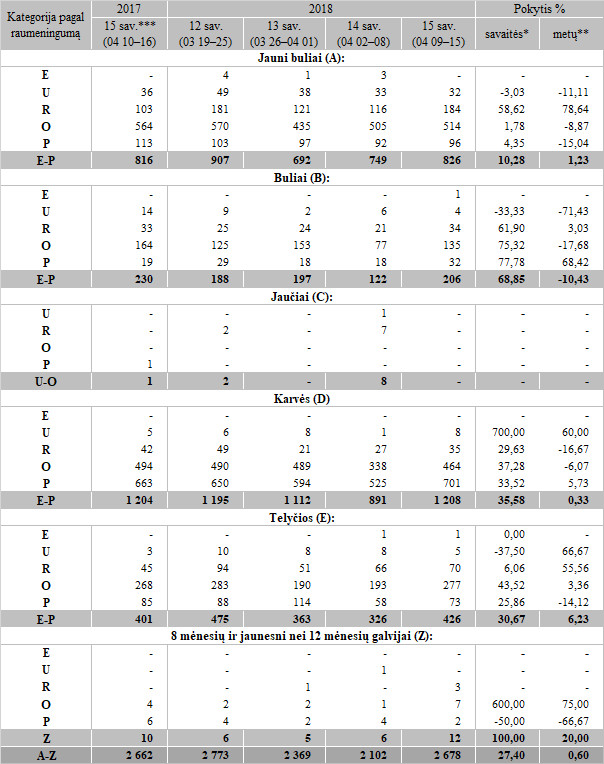 Kategorija pagal raumeningumą 2017 2018 Pokytis %
15 sav.*** (04 10–16) 12 sav. (03 19–25) 13 sav. (03 26–04 01) 14 sav. (04 02–08) 15 sav. (04 09–15) savaitės* metų**
Jauni buliai (A):
E - 4 1 3 - - -
U 36 49 38 33 32 -3,03 -11,11
R 103 181 121 116 184 58,62 78,64
O 564 570 435 505 514 1,78 -8,87
P 113 103 97 92 96 4,35 -15,04
E-P 816 907 692 749 826 10,28 1,23
Buliai (B):
E - - - - 1 - -
U 14 9 2 6 4 -33,33 -71,43
R 33 25 24 21 34 61,90 3,03
O 164 125 153 77 135 75,32 -17,68
P 19 29 18 18 32 77,78 68,42
E-P 230 188 197 122 206 68,85 -10,43
Jaučiai (C):
U - - - 1 - - -
R - 2 - 7 - - -
O - - - - - - -
P 1 - - - - - -
U-O 1 2 - 8 - - -
Karvės (D)
E - - - - - - -
U 5 6 8 1 8 700,00 60,00
R 42 49 21 27 35 29,63 -16,67
O 494 490 489 338 464 37,28 -6,07
P 663 650 594 525 701 33,52 5,73
E-P 1 204 1 195 1 112 891 1 208 35,58 0,33
Telyčios (E):
E - - - 1 1 0,00 -
U 3 10 8 8 5 -37,50 66,67
R 45 94 51 66 70 6,06 55,56
O 268 283 190 193 277 43,52 3,36
P 85 88 114 58 73 25,86 -14,12
E-P 401 475 363 326 426 30,67 6,23
8 mėnesių ir jaunesni nei 12 mėnesių galvijai (Z):
E - - - - - - -
U - - - 1 - - -
R - - 1 - 3 - -
O 4 2 2 1 7 600,00 75,00
P 6 4 2 4 2 -50,00 -66,67
Z 10 6 5 6 12 100,00 20,00
A-Z 2 662 2 773 2 369 2 102 2 678 27,40 0,60